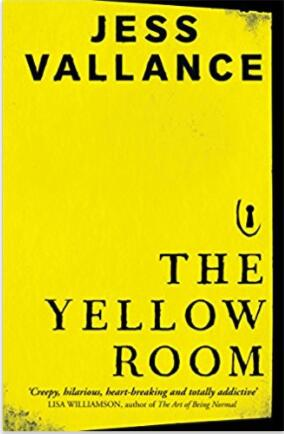 JESS
VALLANCE
THE
YELLOW
ROOM
'Creepy, hilarious, heart-breaking and totally addictive'
LISA WILLIAMSON, author of The Art of Being Normal